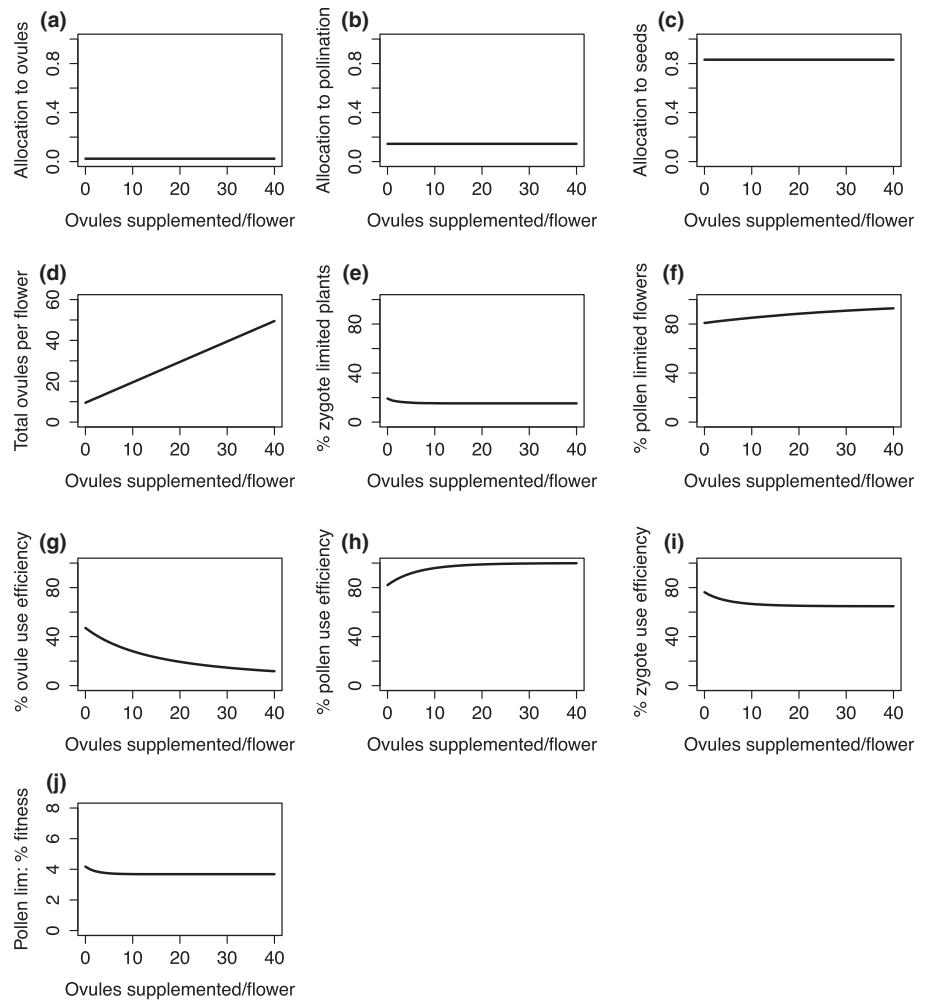 (a)
Allocation to ovules
0.0 0.4 0.8
0 10 20 30 40
Ovules supplemented/flower
(b)
Allocation to pollination
0.0 0.4 0.8
0 10 20 30 40
Ovules supplemented/flower
(c)
Allocation to seeds
0.0 0.4 0.8
0 10 20 30 40
Ovules supplemented/flower
(d)
Total ovules per flower
0 20 40 60
0 10 20 30 40
Ovules supplemented/flower
(e)
% zygote limited plants
0 40 80
0 10 20 30 40
Ovules supplemented/flower
(f)
% pollen limited flowers
0 40 80
0 10 20 30 40
Ovules supplemented/flower
(g)
% ovule use efficiency
0 40 80
0 10 20 30 40
Ovules supplemented/flower
(h)
% pollen use efficiency
0 40 80
0 10 20 30 40
Ovules supplemented/flower
(i)
% zygote use efficiency
0 40 80
0 10 20 30 40
Ovules supplemented/flower
(j)
Pollen lim: % fitness
0 2 4 6 8
0 10 20 30 40
Ovules supplemented/flower